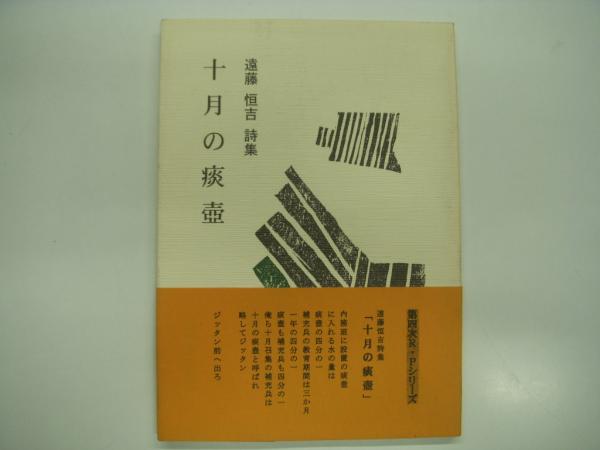 遠藤 恒吉 詩集
十月の痰壺
第四次R・Pシリーズ
遠藤恒吉詩集
「十月の痰壺」
内務班に設置の痰壺
に入れる水の量は
痰壺の四分の一
補充兵の教育期間は三か月
一年の四分の一
痰壺も補充兵も四分の一
俺ら十月召集の補充兵は
十月の痰壺と呼ばれ
略してジッタン
ジッタン前へ出ろ